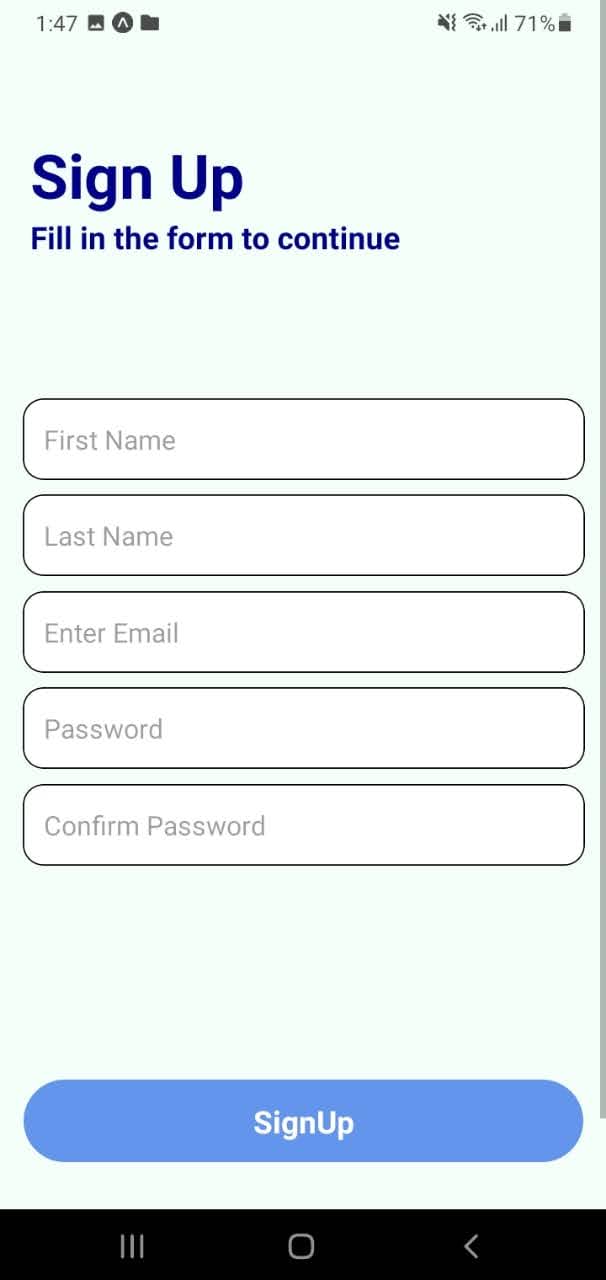 1:47 71%
Sign Up
Fill in the form to continue
First Name
Last Name
Enter Email
Password
Confirm Password
SignUp